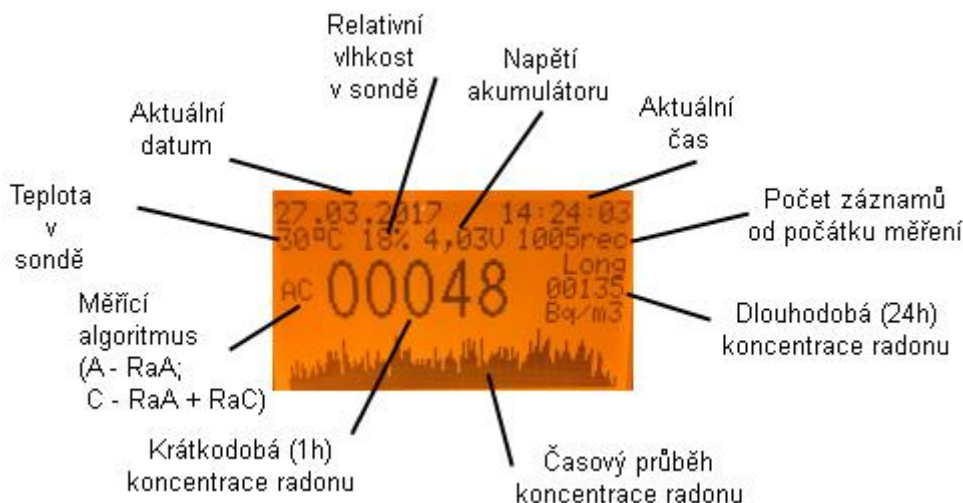 Relativní
vlhkost
v sondě
Napětí
akumulátoru
Aktuální
datum
Aktuální
čas
Teplota
v
sondě
27.03.2017 14:24:03
30ºC 18% 4,03V 1005rec
Long
AC 00048 00135
Bq/m3
Počet záznamů
od počátku měření
Měřící
algoritmus
(A - RaA;
C - RaA + RaC)
Dlouhodobá (24h)
koncentrace radonu
Krátkodobá (1h)
koncentrace radonu
Časový průběh
koncentrace radonu